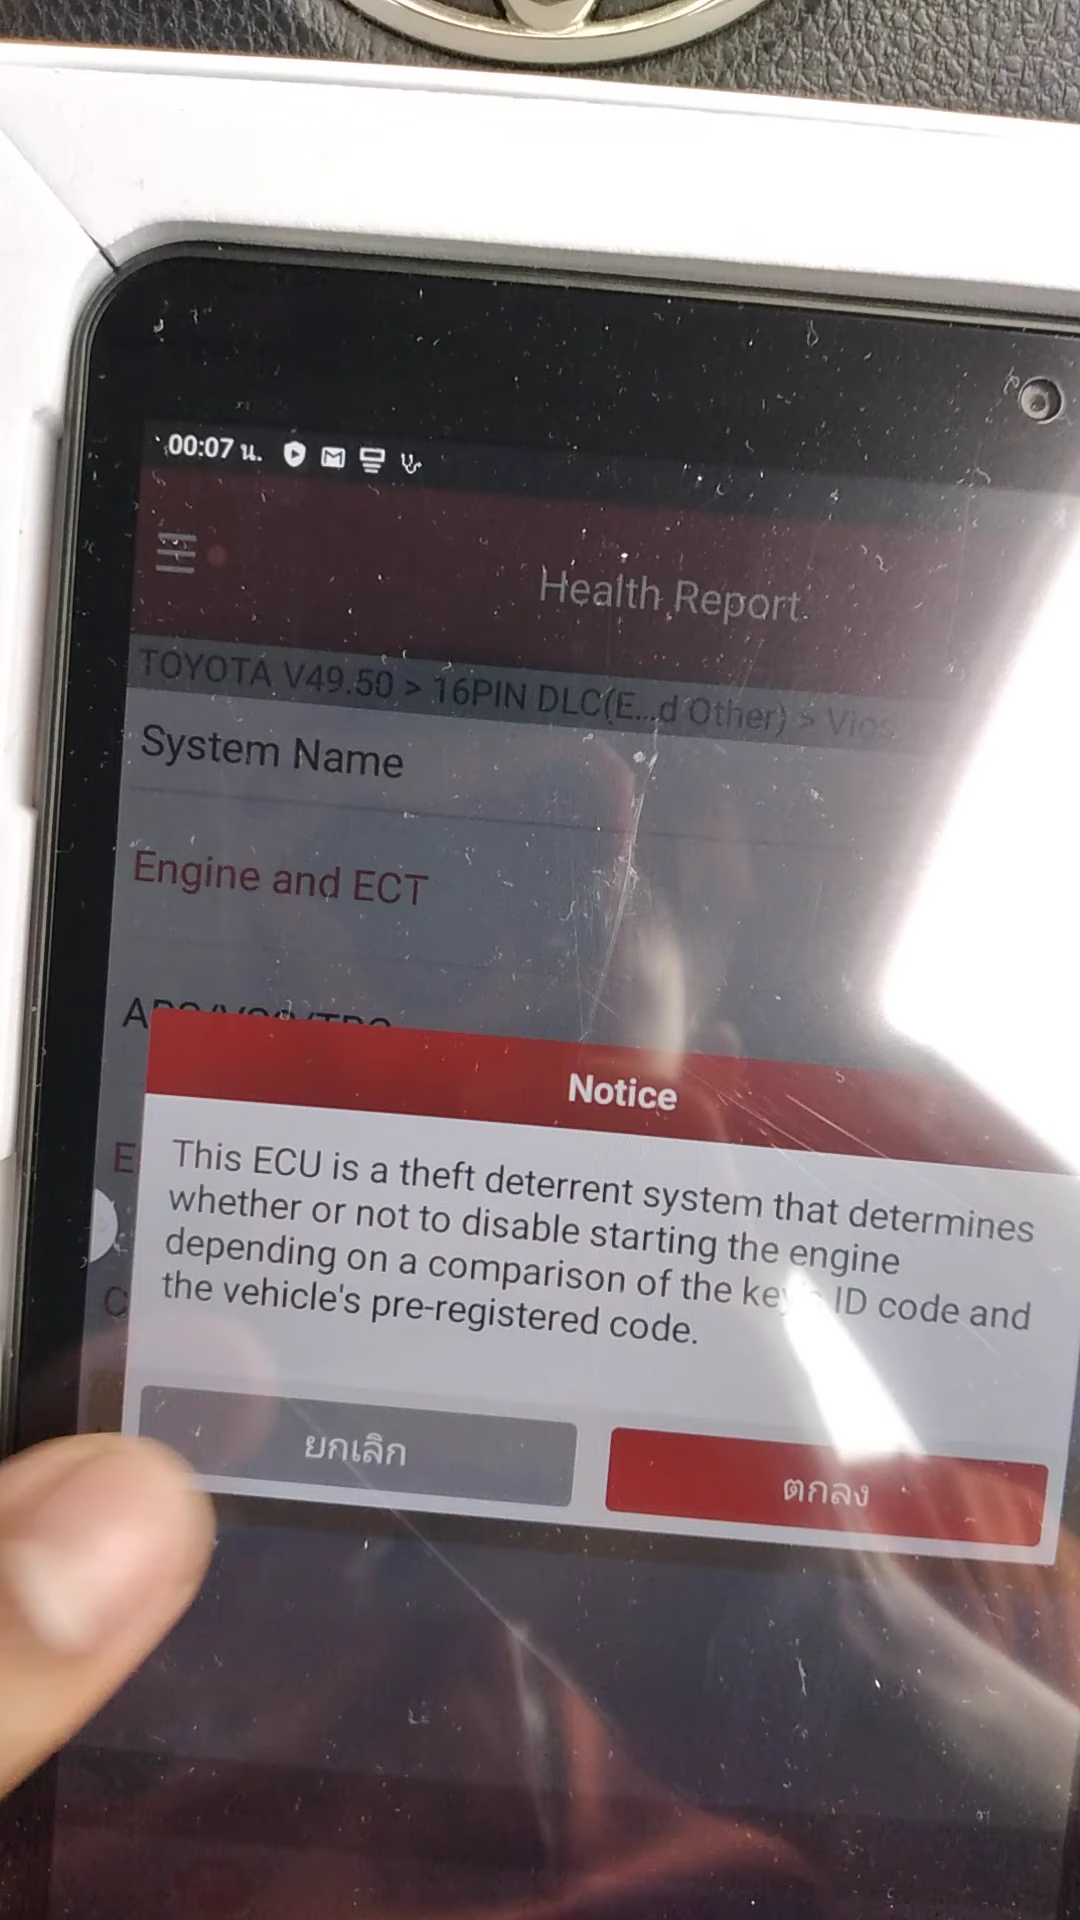 00:07 น.
Health Report
TOYOTA V49.50 > 16PIN DLC(E...d Other) > Vios
System Name
Engine and ECT
Notice
This ECU is a theft deterrent system that determines
whether or not to disable starting the engine
depending on a comparison of the key ID code and
the vehicle's pre-registered code.
ยกเลิก
ตกลง